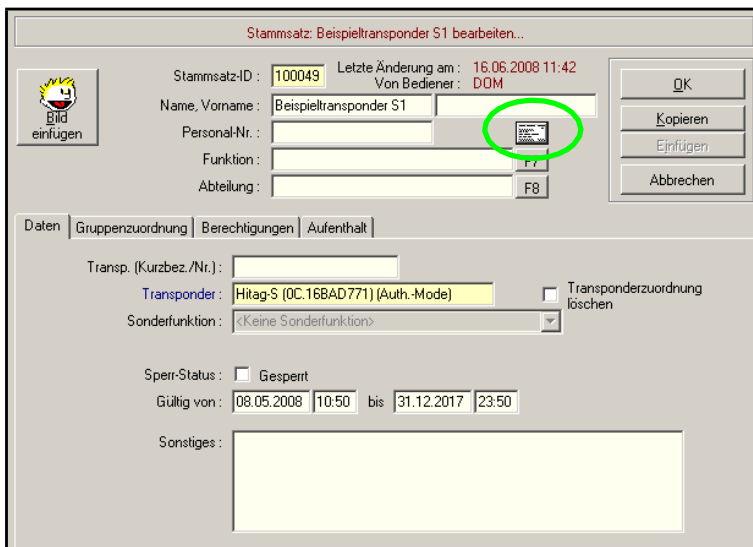 Stammsatz: Beispieltransponder S1 bearbeiten...
Bild
einfügen
Stammsatz-ID : 100049 Letzte Änderung am : 16.06.2008 11:42
Von Bediener : DOM
Name, Vorname : Beispieltransponder S1
Personal-Nr. :
Funktion : F7
Abteilung : F8
OK
Kopieren
Einfügen
Abbrechen
Daten Gruppenzuordnung Berechtigungen Aufenthalt
Transp. (Kurzbez./Nr.) :
Transponder : Hitag-S (0C.16BAD771) (Auth.-Mode) Transponderzuordnung
löschen
Sonderfunktion : <Keine Sonderfunktion>
Sperr-Status : Gesperrt
Gültig von : 08.05.2008 10:50 bis 31.12.2017 23:50
Sonstiges :